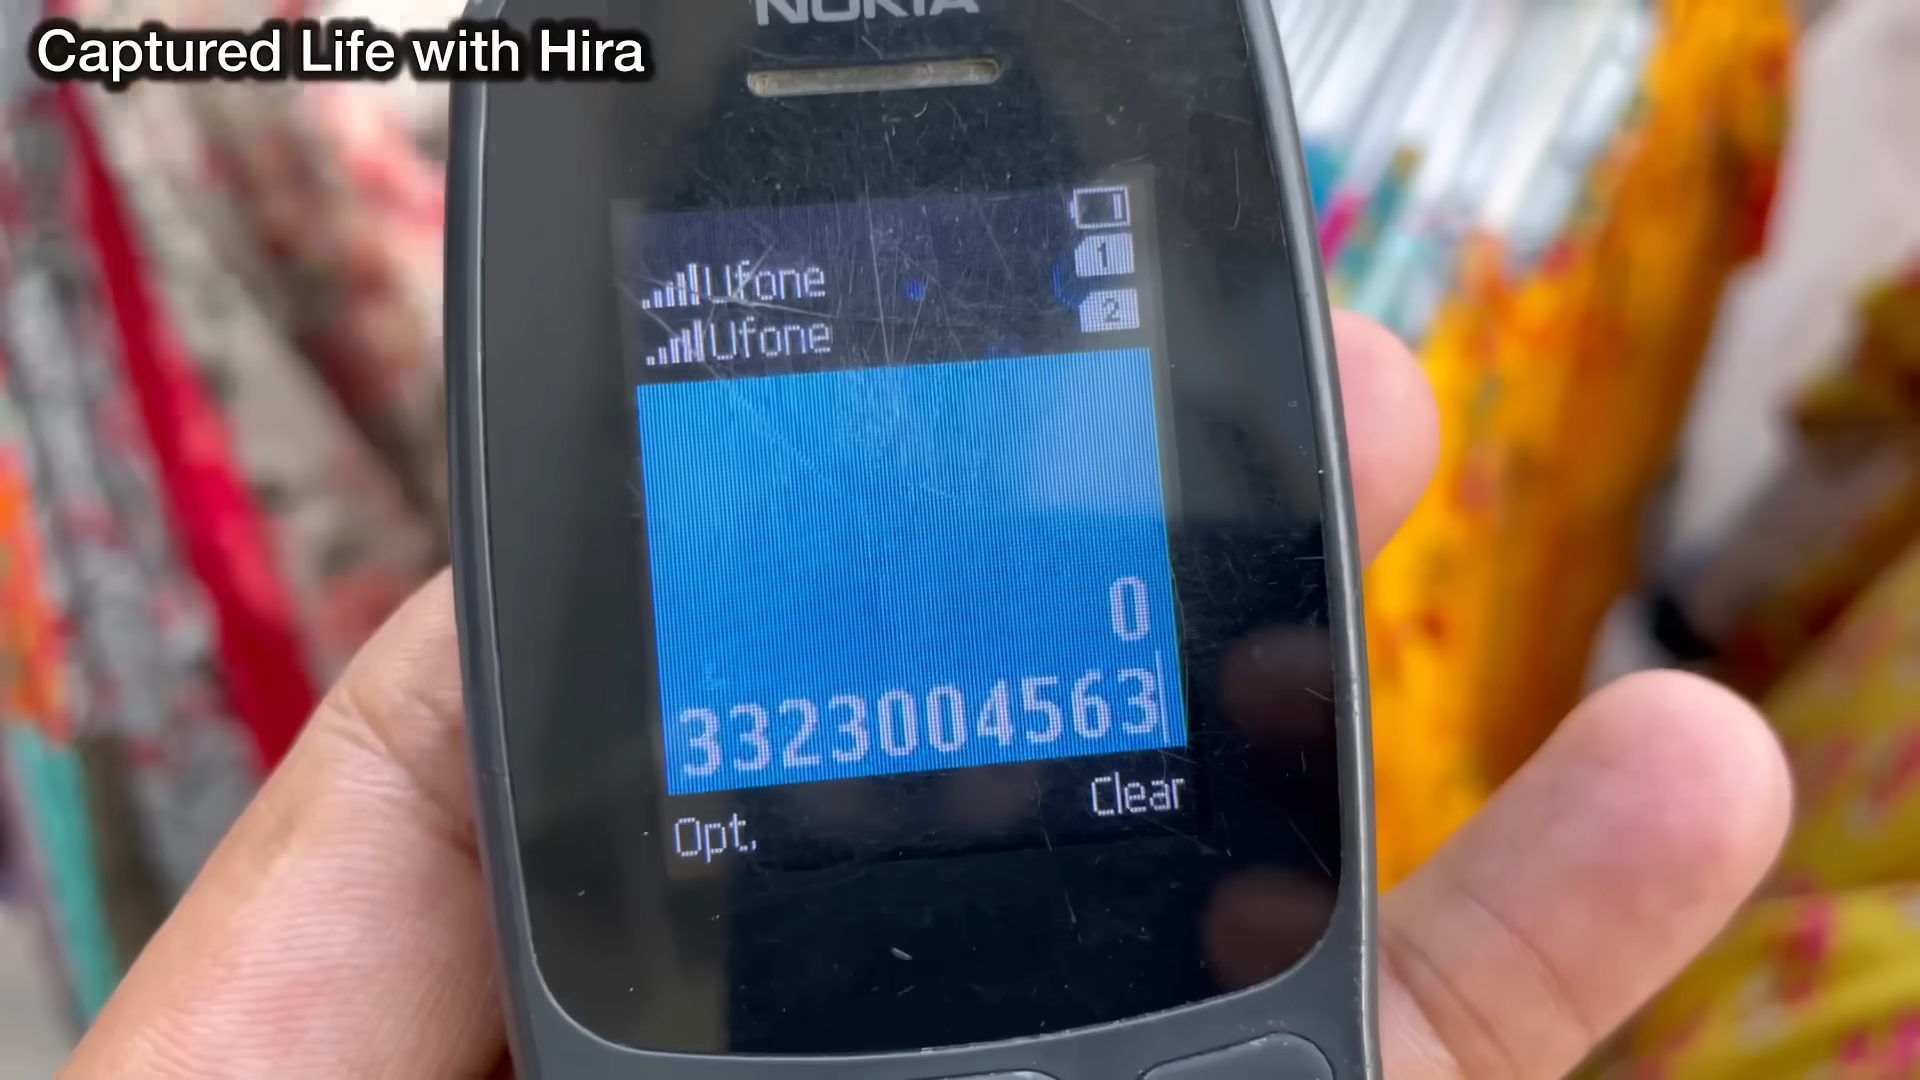 Captured Life with Hira
NOKIA
1
Ufone
2
Ufone
0
3323004563
Clear
Opt.